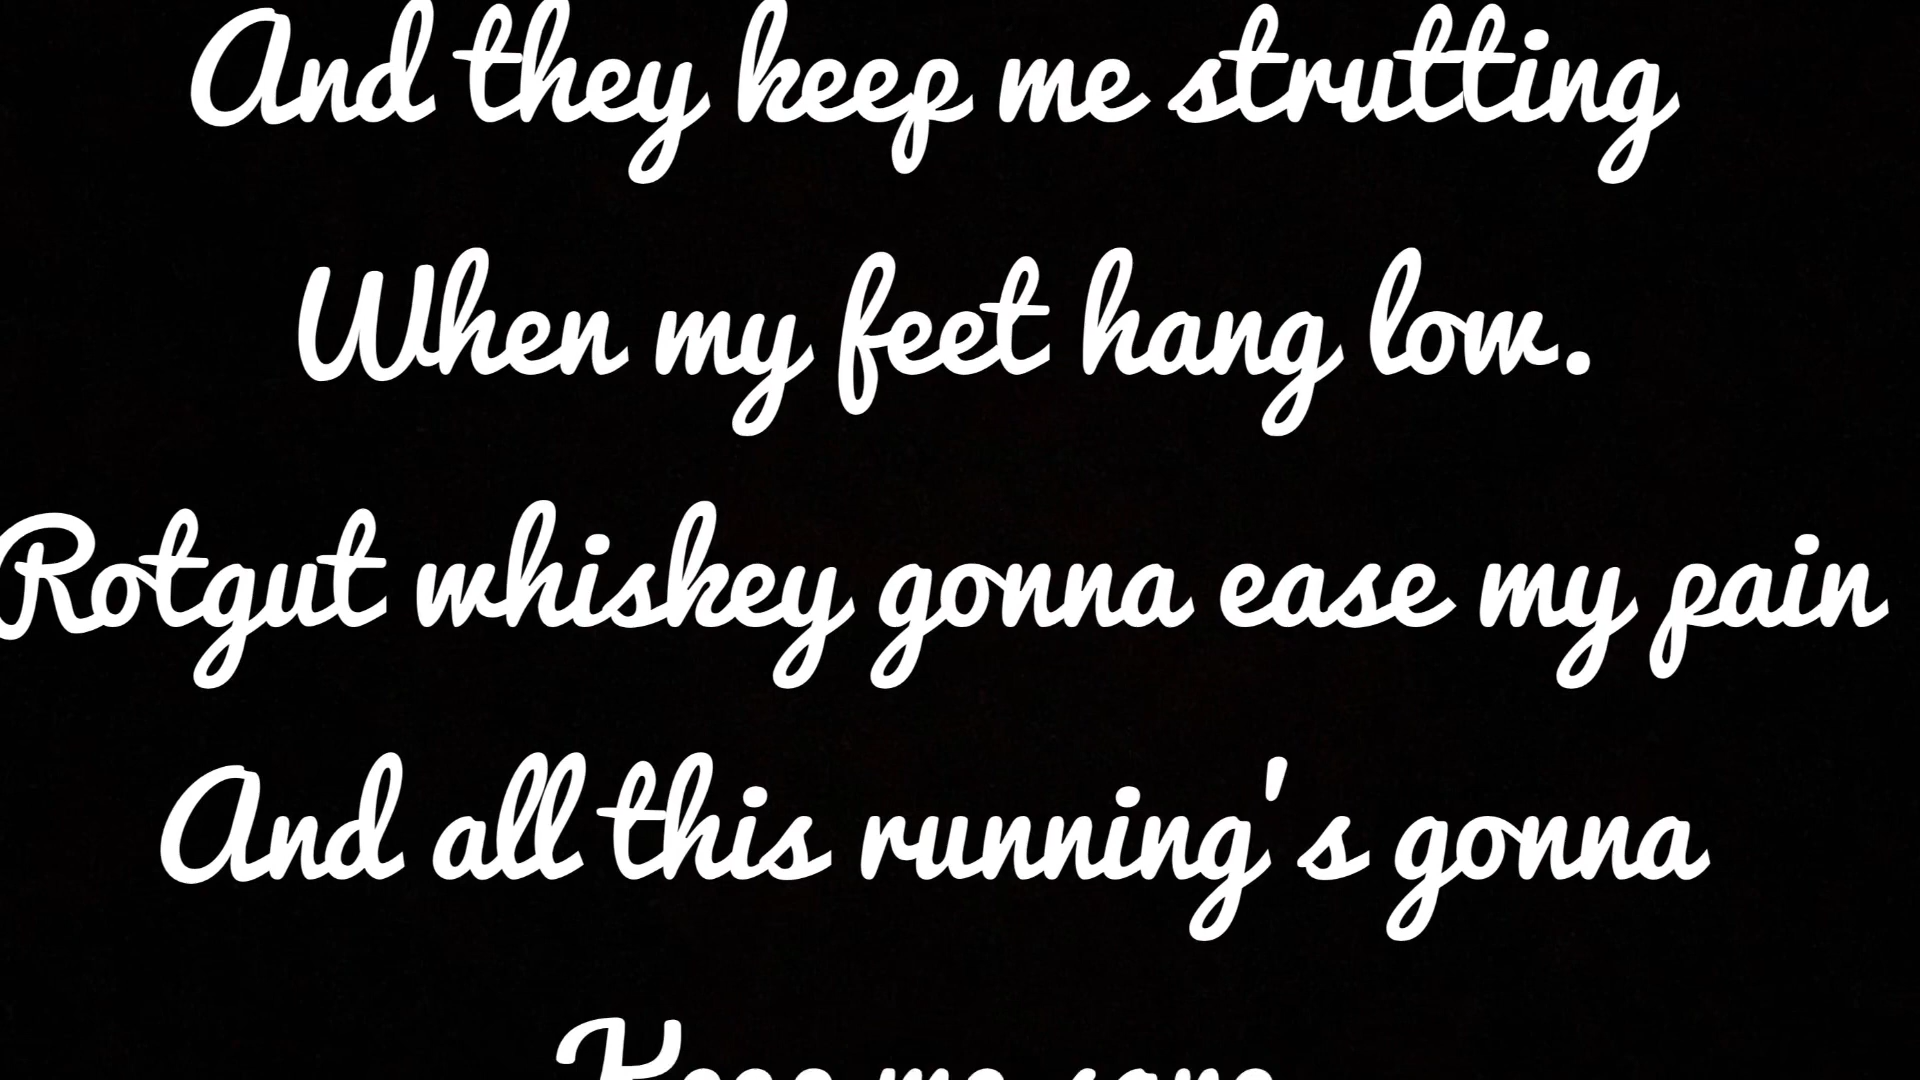 And they keep me strutting
When my feet hang low.
Rotgut whiskey gonna ease my pain
And all this running's gonna
Keep me